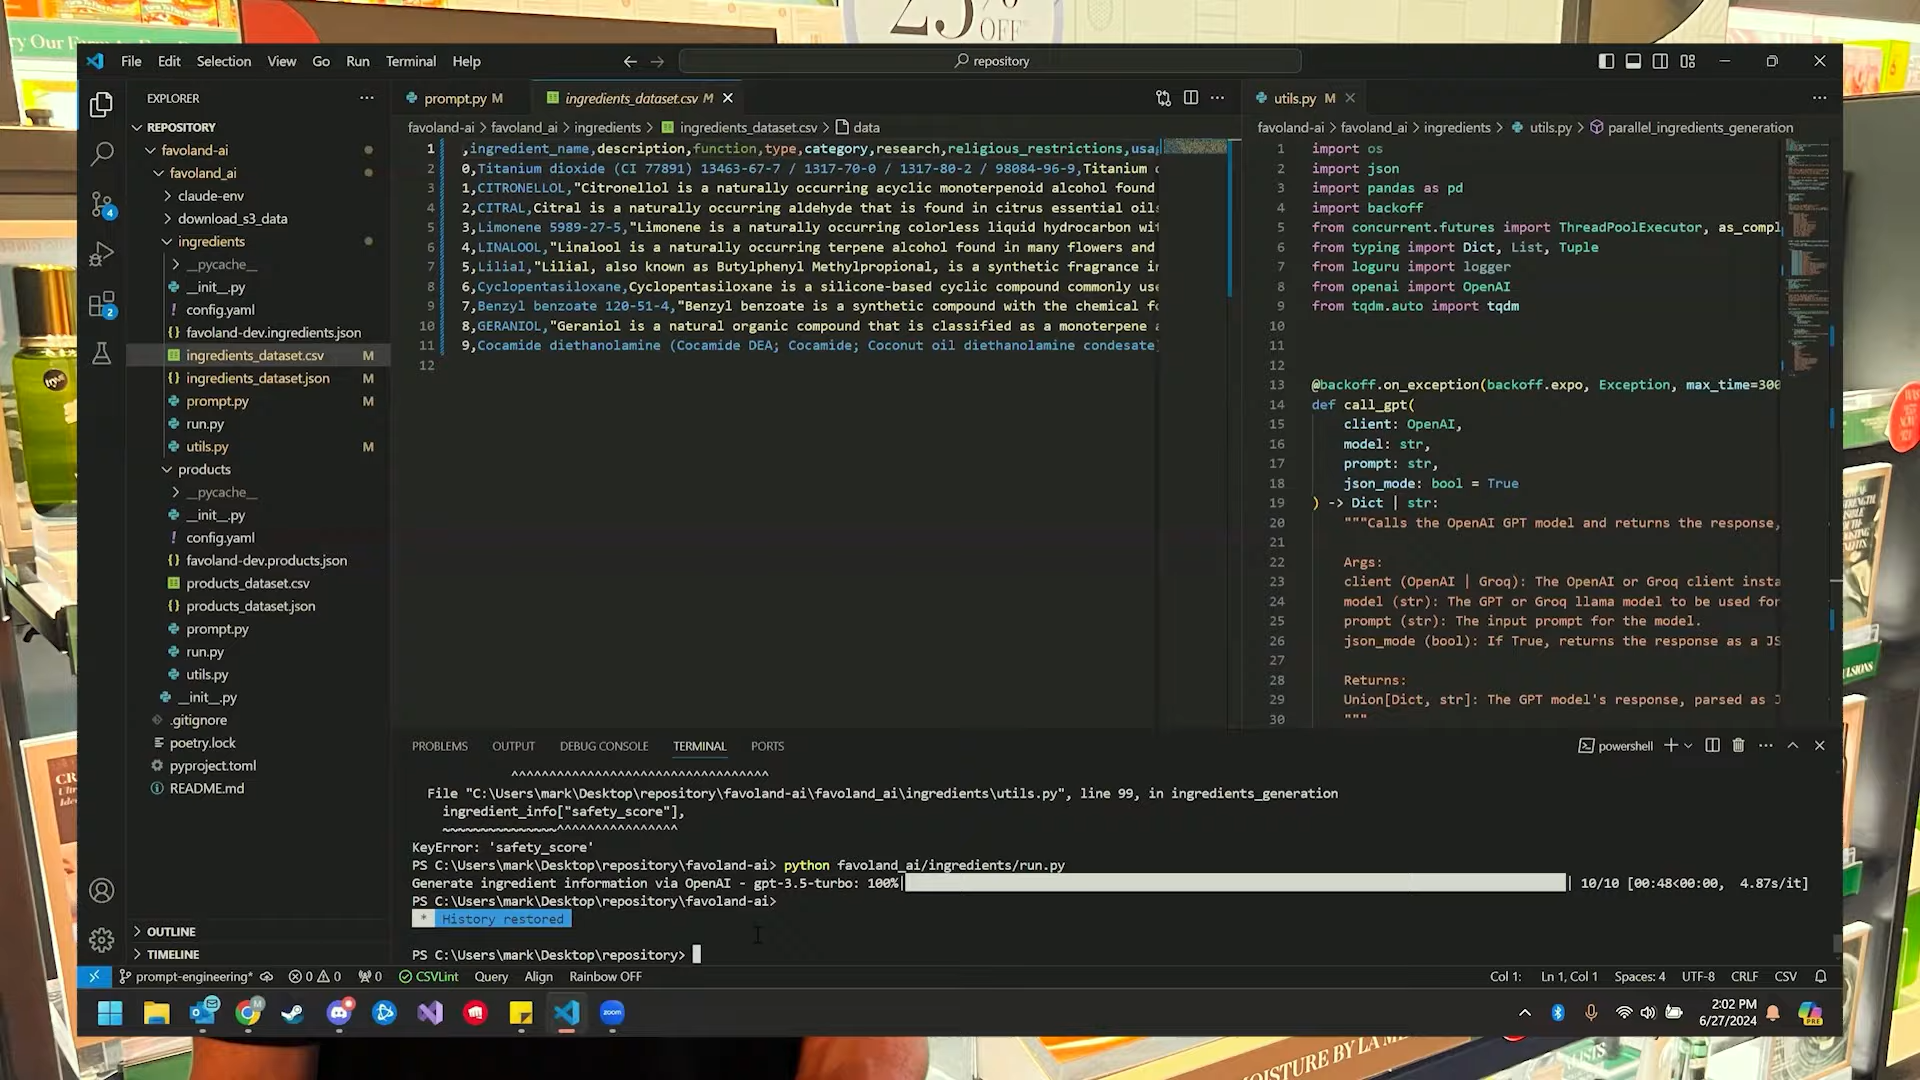 25% OFF
ry Our F
File Edit Selection View Go Run Terminal Help
repository
EXPLORER
REPOSITORY
favoland-ai
favoland_ai
claude-env
download_s3_data
ingredients
__pycache__
__init__.py
config.yaml
favoland-dev.ingredients.json
ingredients_dataset.csv M
ingredients_dataset.json M
prompt.py M
run.py
utils.py M
products
__pycache__
__init__.py
config.yaml
favoland-dev.products.json
products_dataset.csv
products_dataset.json
prompt.py
run.py
utils.py
__init__.py
.gitignore
poetry.lock
pyproject.toml
README.md
OUTLINE
TIMELINE
prompt.py M ingredients_dataset.csv M
favoland-ai > favoland_ai > ingredients > ingredients_dataset.csv > data
1 ,ingredient_name,description,function,type,category,research,religious_restrictions,usa
2 0,Titanium dioxide (CI 77891) 13463-67-7 / 1317-70-0 / 1317-80-2 / 98084-96-9,Titanium
3 1,CITRONELLOL,"Citronellol is a naturally occurring acyclic monoterpenoid alcohol found
4 2,CITRAL,Citral is a naturally occurring aldehyde that is found in citrus essential oils
5 3,Limonene 5989-27-5,"Limonene is a naturally occurring colorless liquid hydrocarbon wi
6 4,LINALOOL,"Linalool is a naturally occurring terpene alcohol found in many flowers and
7 5,Lilial,"Lilial, also known as Butylphenyl Methylpropional, is a synthetic fragrance i
8 6,Cyclopentasiloxane,Cyclopentasiloxane is a silicone-based cyclic compound commonly use
9 7,Benzyl benzoate 120-51-4,"Benzyl benzoate is a synthetic compound with the chemical f
10 8,GERANIOL,"Geraniol is a natural organic compound that is classified as a monoterpene
11 9,Cocamide diethanolamine (Cocamide DEA; Cocamide; Coconut oil diethanolamine condesate)
12
utils.py M
favoland-ai > favoland_ai > ingredients > utils.py > parallel_ingredients_generation
1 import os
2 import json
3 import pandas as pd
4 import backoff
5 from concurrent.futures import ThreadPoolExecutor, as_compl
6 from typing import Dict, List, Tuple
7 from loguru import logger
8 from openai import OpenAI
9 from tqdm.auto import tqdm
10
11
12
13 @backoff.on_exception(backoff.expo, Exception, max_time=300
14 def call_gpt(
15 client: OpenAI,
16 model: str,
17 prompt: str,
18 json_mode: bool = True
19 ) -> Dict | str:
20 """Calls the OpenAI GPT model and returns the response,
21
22 Args:
23 client (OpenAI | Groq): The OpenAI or Groq client insta
24 model (str): The GPT or Groq llama model to be used for
25 prompt (str): The input prompt for the model.
26 json_mode (bool): If True, returns the response as a JS
27
28 Returns:
29 Union[Dict, str]: The GPT model's response, parsed as J
30 """
PROBLEMS OUTPUT DEBUG CONSOLE TERMINAL PORTS
powershell
^^^^^^^^^^^^^^^^^^^^^^^^^^^^^^^^^^
File "C:\Users\mark\Desktop\repository\favoland-ai\favoland_ai\ingredients\utils.py", line 99, in ingredients_generation
ingredient_info["safety_score"],
~~~~~~~~~~~~~~~^^^^^^^^^^^^^^^^
KeyError: 'safety_score'
PS C:\Users\mark\Desktop\repository\favoland-ai> python favoland_ai/ingredients/run.py
Generate ingredient information via OpenAI - gpt-3.5-turbo: 100%| | 10/10 [00:48<00:00, 4.87s/it]
PS C:\Users\mark\Desktop\repository\favoland-ai>
* History restored
PS C:\Users\mark\Desktop\repository>
prompt-engineering* 0 0 0 CSVLint Query Align Rainbow OFF
Col 1: Ln 1, Col 1 Spaces: 4 UTF-8 CRLF CSV
zoom
2:02 PM
6/27/2024
PRE
OISTURE BY LA M